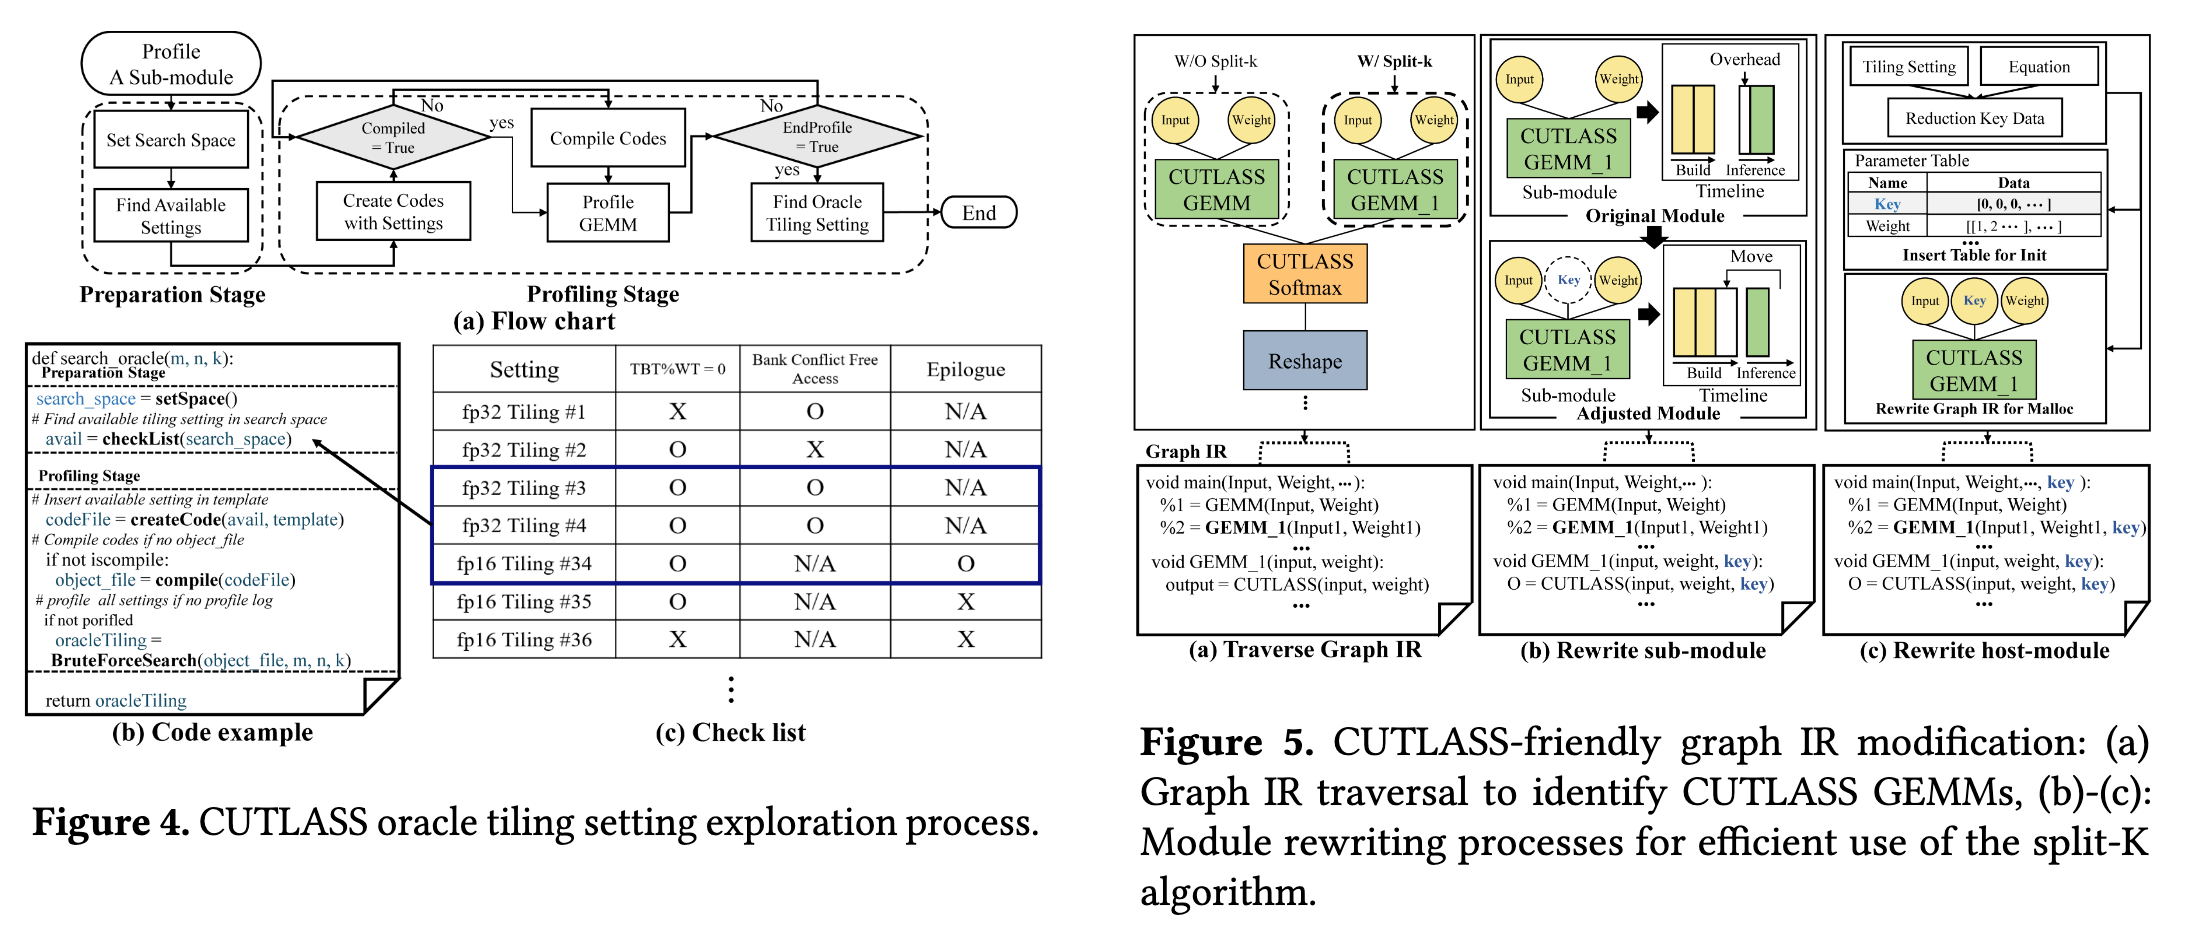 Profile
A Sub-module
Set Search Space
Find Available
Settings
Preparation Stage
No
Compiled
= True
yes
Create Codes
with Settings
Compile Codes
Profile
GEMM
No
EndProfile
= True
yes
Find Oracle
Tiling Setting
End
Profiling Stage
(a) Flow chart
def search_oracle(m, n, k):
Preparation Stage
search_space = setSpace()
# Find available tiling setting in search space
avail = checkList(search_space)
Profiling Stage
# Insert available setting in template
codeFile = createCode(avail, template)
# Compile codes if no object_file
if not iscompile:
object_file = compile(codeFile)
# profile all settings if no profile log
if not porifled
oracleTiling =
BruteForceSearch(object_file, m, n, k)
return oracleTiling
(b) Code example
Setting TBT%WT = 0 Bank Conflict Free Access Epilogue
fp32 Tiling #1 X O N/A
fp32 Tiling #2 O X N/A
fp32 Tiling #3 O O N/A
fp32 Tiling #4 O O N/A
fp16 Tiling #34 O N/A O
fp16 Tiling #35 O N/A X
fp16 Tiling #36 X N/A X
⋮
(c) Check list
Figure 4. CUTLASS oracle tiling setting exploration process.
W/O Split-k W/ Split-k
Input Weight Input Weight
CUTLASS
GEMM
CUTLASS
GEMM_1
CUTLASS
Softmax
Reshape
⋮
Graph IR
void main(Input, Weight,···):
%1 = GEMM(Input, Weight)
%2 = GEMM_1(Input1, Weight1)
···
void GEMM_1(input, weight):
output = CUTLASS(input, weight)
···
(a) Traverse Graph IR
Input Weight
CUTLASS
GEMM_1
Sub-module
Overhead
Build Inference
Timeline
Original Module
Input Key Weight
CUTLASS
GEMM_1
Sub-module
Move
Build Inference
Timeline
Adjusted Module
void main(Input, Weight,··· ):
%1 = GEMM(Input, Weight)
%2 = GEMM_1(Input1, Weight1)
···
void GEMM_1(input, weight, key):
O = CUTLASS(input, weight, key)
···
(b) Rewrite sub-module
Tiling Setting Equation
Reduction Key Data
Parameter Table
Name Data
Key [0, 0, 0, ··· ]
Weight [[1, 2 ··· ], ··· ]
···
Insert Table for Init
Input Key Weight
CUTLASS
GEMM_1
Rewrite Graph IR for Malloc
void main(Input, Weight,···, key ):
%1 = GEMM(Input, Weight)
%2 = GEMM_1(Input1, Weight1, key)
···
void GEMM_1(input, weight, key):
O = CUTLASS(input, weight, key)
···
(c) Rewrite host-module
Figure 5. CUTLASS-friendly graph IR modification: (a)
Graph IR traversal to identify CUTLASS GEMMs, (b)-(c):
Module rewriting processes for efficient use of the split-K
algorithm.